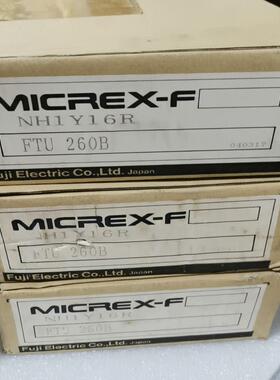 MICREX-F
NH1Y16R
FTU 260B
040317
Fuji Electric Co.,Ltd. Japan
MICREX-F
NH1Y16R
FTU 260B
Fuji Electric Co.,Ltd. Japan
MICREX-F
NH1Y16R
FTU 260B
Fuji Electric Co.,Ltd. Japan